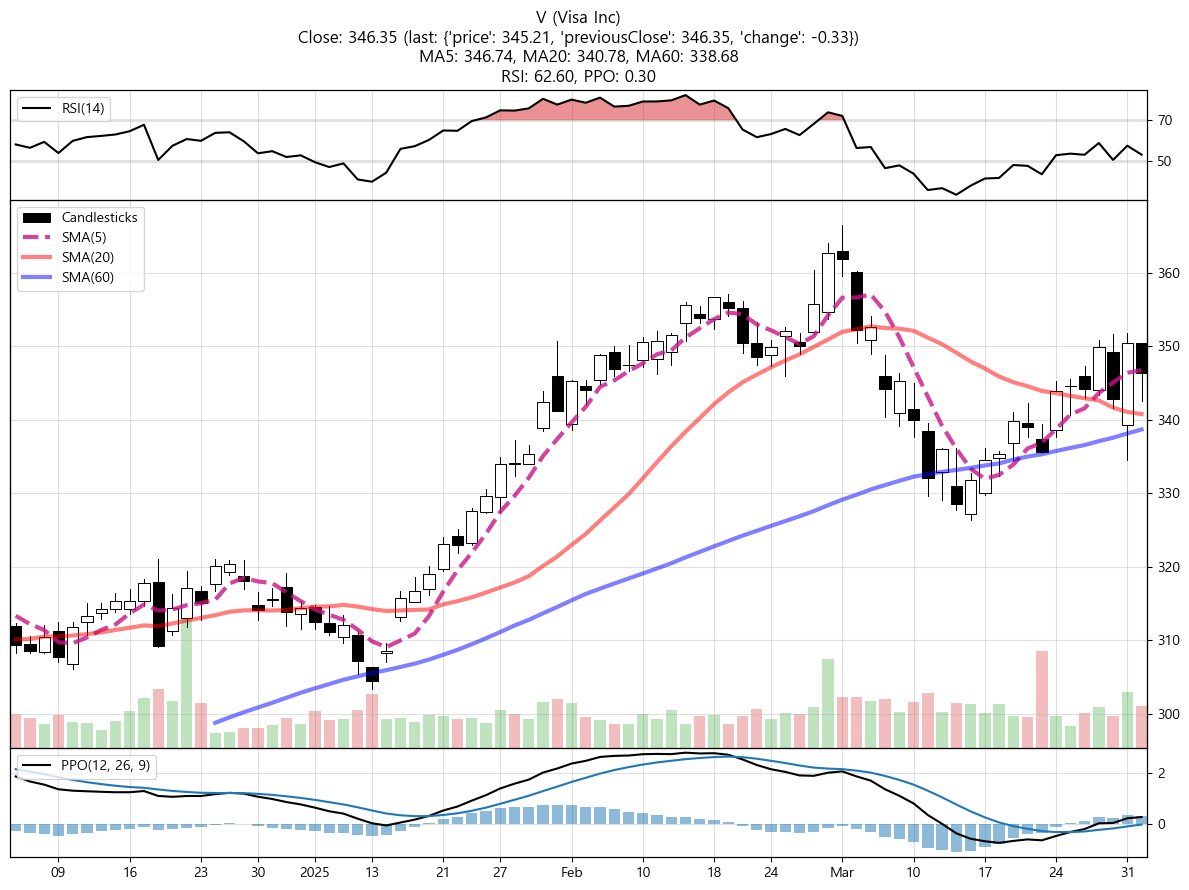 V (Visa Inc)
Close: 346.35 (last: {'price': 345.21, 'previousClose': 346.35, 'change': -0.33})
MA5: 346.74, MA20: 340.78, MA60: 338.68
RSI: 62.60, PPO: 0.30
RSI(14)
70
50
Candlesticks
SMA(5)
SMA(20)
SMA(60)
360
350
340
330
320
310
300
PPO(12, 26, 9)
2
0
09 16 23 30 2025 13 21 27 Feb 10 18 24 Mar 10 17 24 31